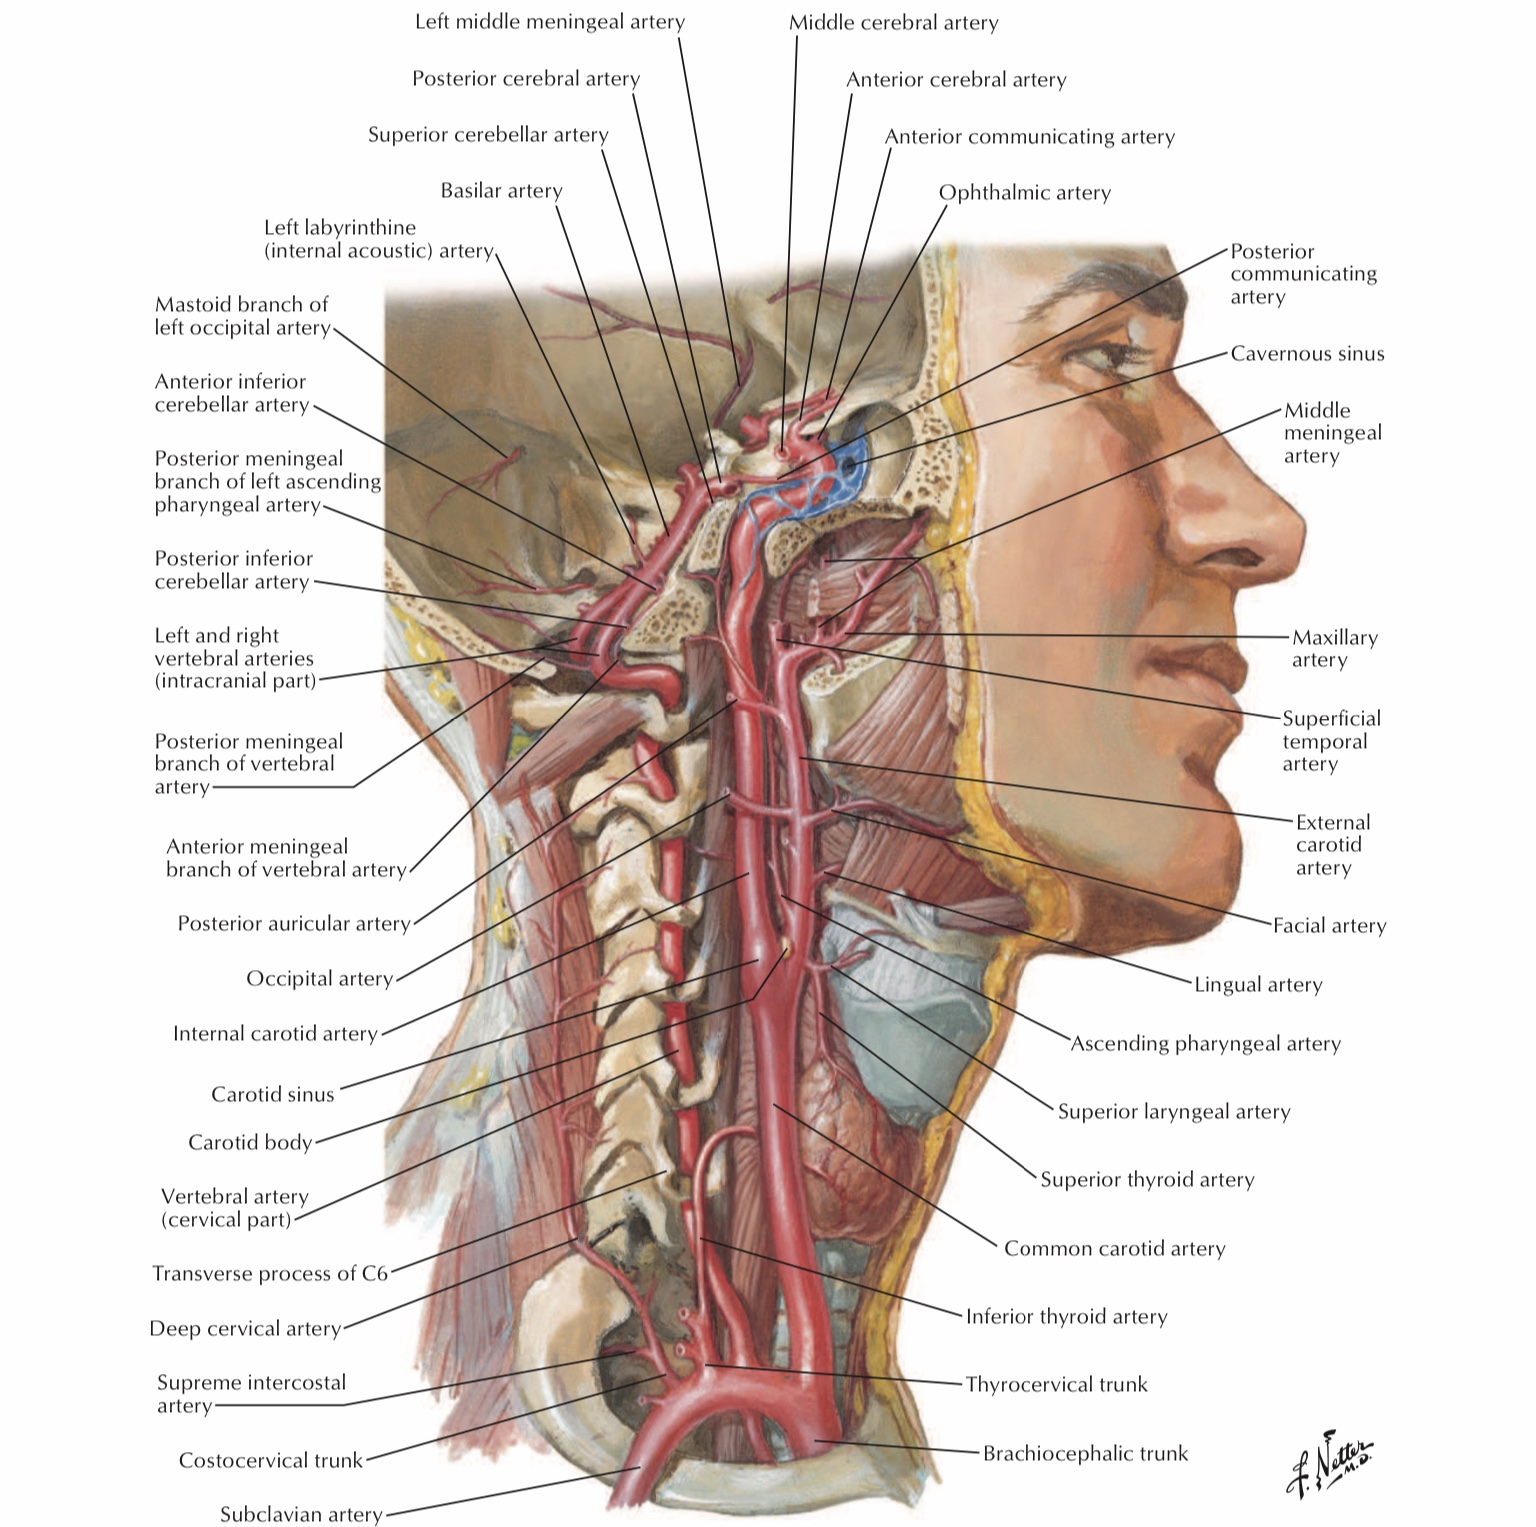 Left middle meningeal artery
Middle cerebral artery
Posterior cerebral artery
Anterior cerebral artery
Superior cerebellar artery
Anterior communicating artery
Basilar artery
Ophthalmic artery
Left labyrinthine
(internal acoustic) artery
Mastoid branch of
left occipital artery
Anterior inferior
cerebellar artery
Posterior meningeal
branch of left ascending
pharyngeal artery
Posterior inferior
cerebellar artery
Left and right
vertebral arteries
(intracranial part)
Posterior meningeal
branch of vertebral
artery
Anterior meningeal
branch of vertebral artery
Posterior auricular artery
Occipital artery
Internal carotid artery
Carotid sinus
Carotid body
Vertebral artery
(cervical part)
Transverse process of C6
Deep cervical artery
Supreme intercostal
artery
Costocervical trunk
Subclavian artery
Posterior
communicating
artery
Cavernous sinus
Middle
meningeal
artery
Maxillary
artery
Superficial
temporal
artery
External
carotid
artery
Facial artery
Lingual artery
Ascending pharyngeal artery
Superior laryngeal artery
Superior thyroid artery
Common carotid artery
Inferior thyroid artery
Thyrocervical trunk
Brachiocephalic trunk
F. Netter
M.D.